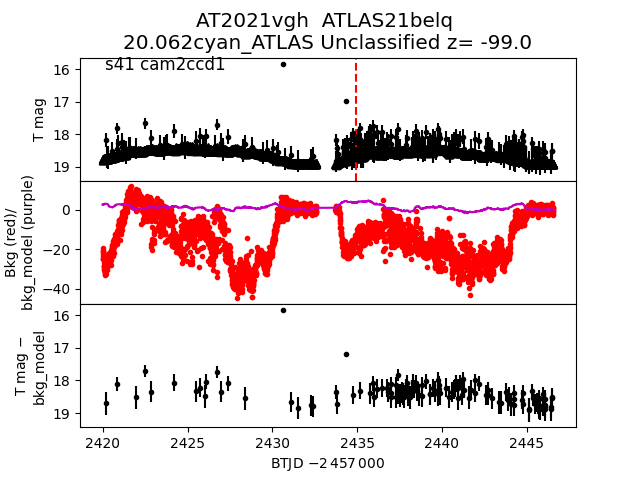 AT2021vgh  ATLAS21belq
20.062cyan_ATLAS Unclassified z= -99.0
s41 cam2ccd1
T mag
16
17
18
19
Bkg (red)/
bkg_model (purple)
0
−20
−40
T mag −
bkg_model
16
17
18
19
2420 2425 2430 2435 2440 2445
BTJD −2 457 000